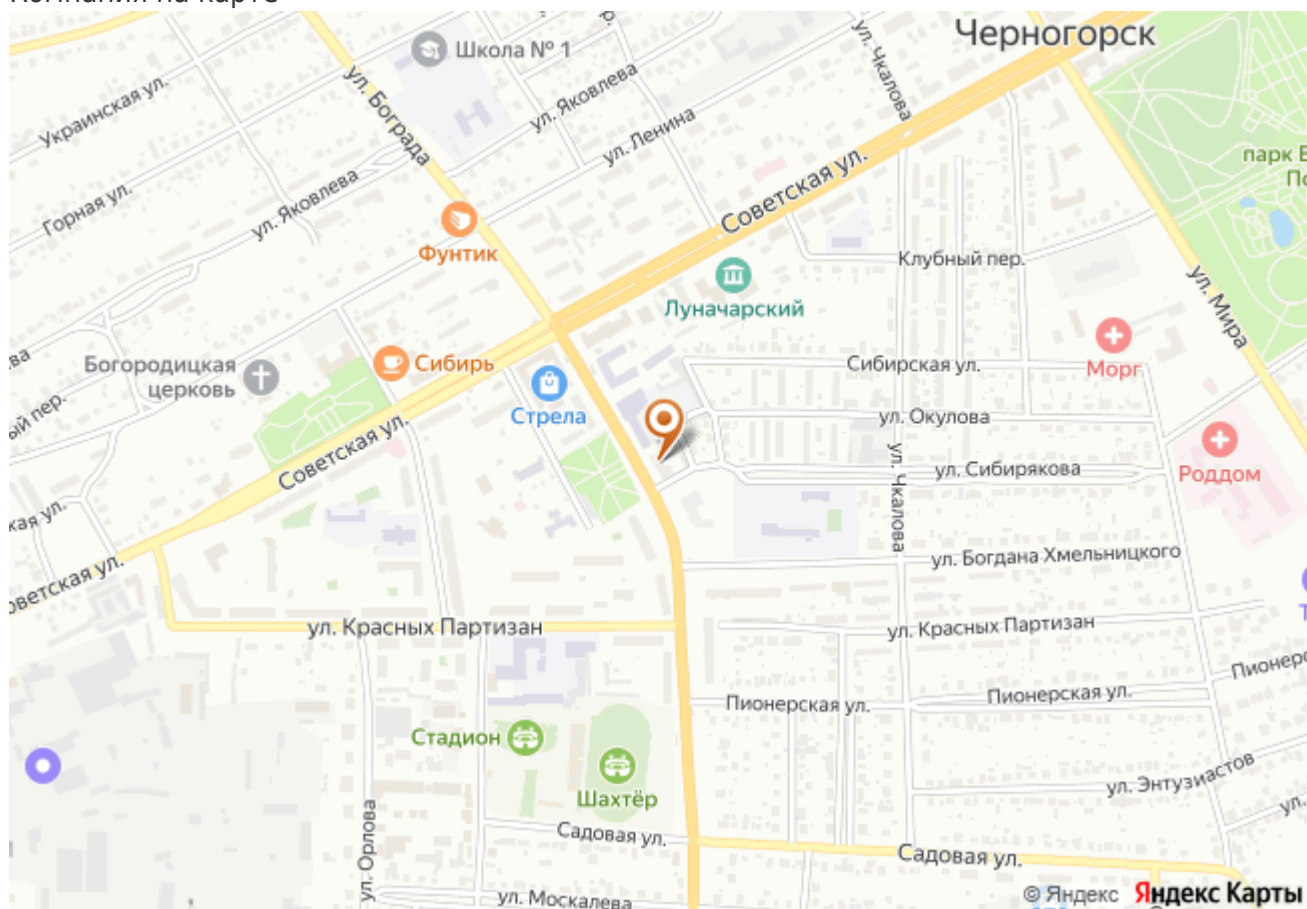 Компания на карте
Черногорск
Школа № 1
ул. Чкалова
Украинская ул.
ул. Бограда
ул. Яковлева
ул. Ленина
Советская ул.
парк
Горная ул.
ул. Яковлева
Фунтик
Клубный пер.
ул. Мира
Луначарский
Богородицкая
церковь
Сибирь
Сибирская ул.
Морг
Стрела
ул. Окулова
Советская ул.
ул. Сибирякова
Роддом
ул. Чкалова
ул. Богдана Хмельницкого
ул. Красных Партизан
ул. Красных Партизан
Пионерская ул.
Пионерская ул.
Стадион
Шахтёр
ул. Энтузиастов
ул. Орлова
Садовая ул.
Садовая ул.
ул. Москалева
© Яндекс Яндекс Карты